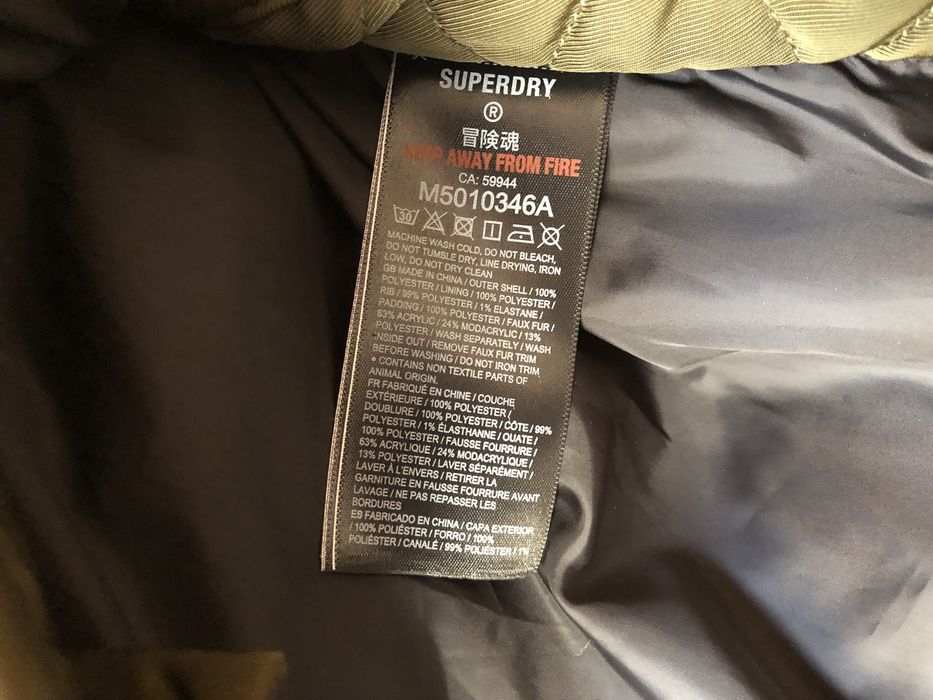 SUPERDRY
®
冒険魂
KEEP AWAY FROM FIRE
CA: 59944
M5010346A
30
MACHINE WASH COLD, DO NOT BLEACH,
DO NOT TUMBLE DRY, LINE DRYING, IRON
LOW, DO NOT DRY CLEAN
GB MADE IN CHINA / OUTER SHELL / 100%
POLYESTER / LINING / 100% POLYESTER /
RIB / 99% POLYESTER / 1% ELASTANE /
PADDING / 100% POLYESTER / FAUX FUR /
63% ACRYLIC / 24% MODACRYLIC / 13%
POLYESTER / WASH SEPARATELY / WASH
INSIDE OUT / REMOVE FAUX FUR TRIM
BEFORE WASHING / DO NOT IRON TRIM
* CONTAINS NON TEXTILE PARTS OF
ANIMAL ORIGIN.
FR FABRIQUÉ EN CHINE / COUCHE
EXTÉRIEURE / 100% POLYESTER /
DOUBLURE / 100% POLYESTER / CÔTE / 99%
POLYESTER / 1% ÉLASTHANNE / OUATE /
100% POLYESTER / FAUSSE FOURRURE /
63% ACRYLIQUE / 24% MODACRYLIQUE /
13% POLYESTER / LAVER SÉPARÉMENT /
LAVER À L'ENVERS / RETIRER LA
GARNITURE EN FAUSSE FOURRURE AVANT
LAVAGE / NE PAS REPASSER LES
BORDURES
ES FABRICADO EN CHINA / CAPA EXTERIOR
/ 100% POLIÉSTER / FORRO / 100%
POLIÉSTER / CANALÉ / 99% POLIÉSTER / 1%